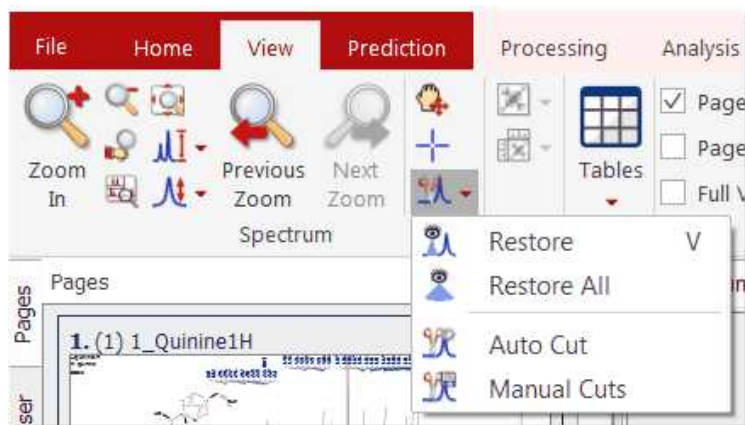 File Home View Prediction Processing Analysis
Page
Page
Full
Zoom In
Previous Zoom
Next Zoom
Tables
Spectrum
Restore V
Restore All
Auto Cut
Manual Cuts
Pages
Pages
1. (1) 1_Quinine1H
ser